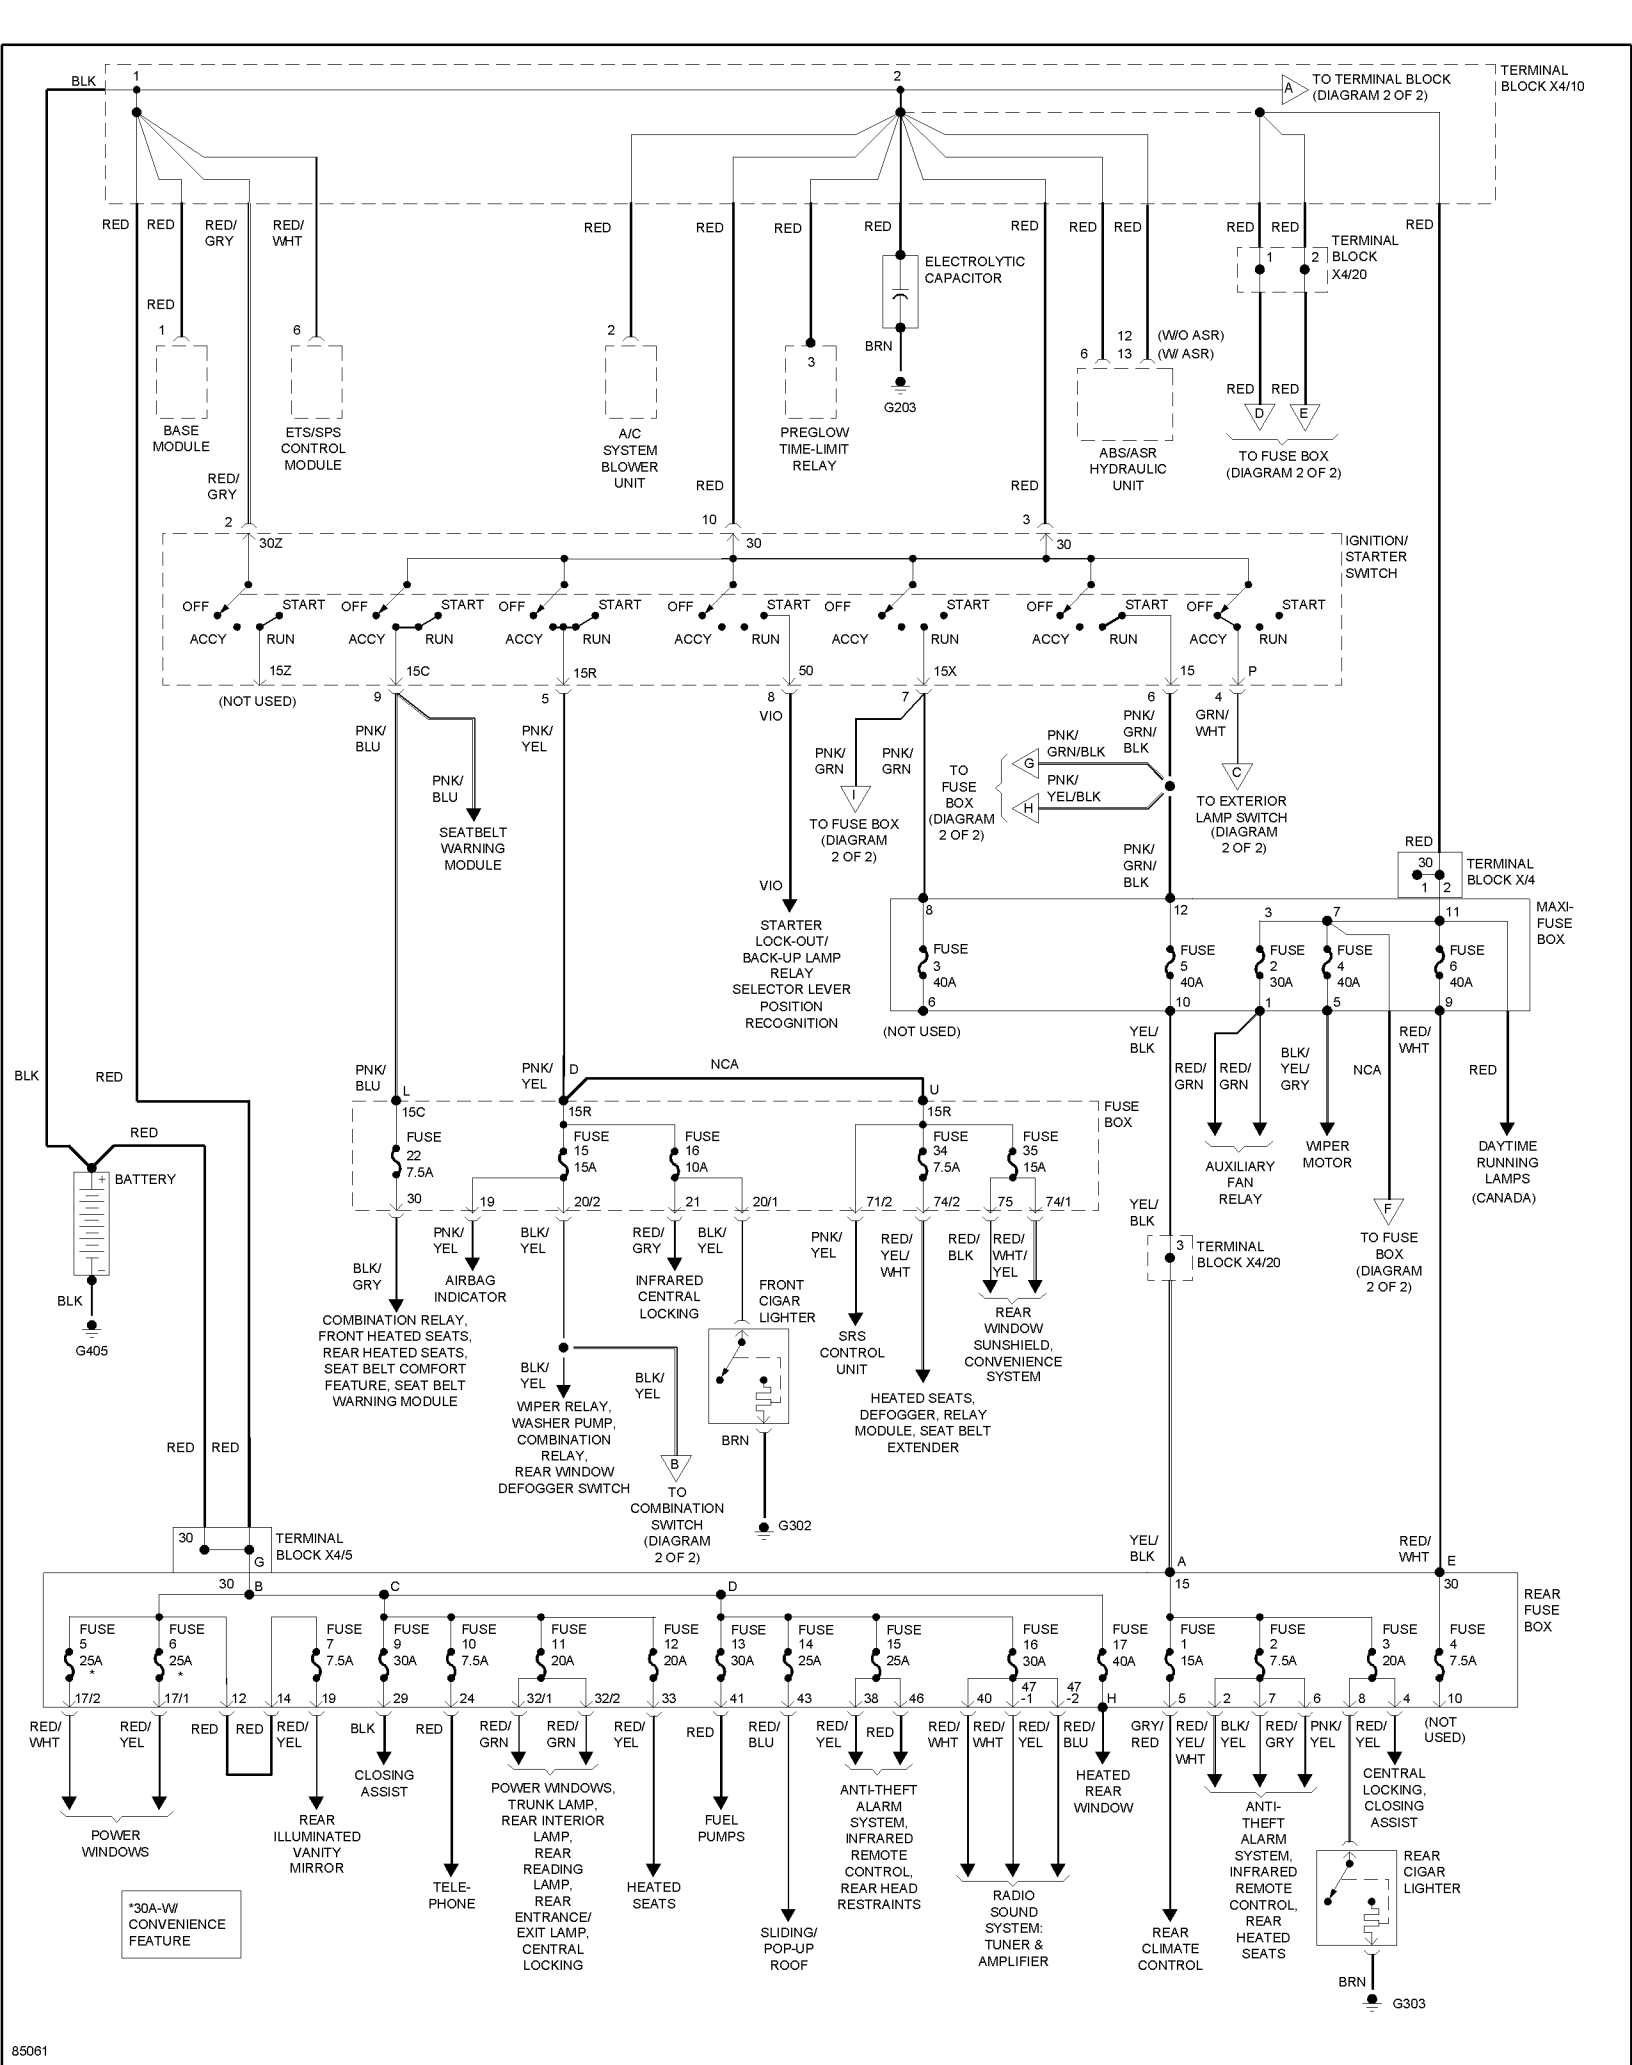 BLK
1
2
A
TO TERMINAL BLOCK
(DIAGRAM 2 OF 2)
TERMINAL
BLOCK X4/10
RED
RED
RED/
GRY
RED/
WHT
RED
RED
RED
RED
RED
RED
RED
RED
RED
RED
TERMINAL
BLOCK
X4/20
1
2
ELECTROLYTIC
CAPACITOR
RED
1
6
2
3
BRN
G203
6
12
(W/O ASR)
13
(W/ ASR)
RED
RED
D
E
BASE
MODULE
ETS/SPS
CONTROL
MODULE
A/C
SYSTEM
BLOWER
UNIT
PREGLOW
TIME-LIMIT
RELAY
ABS/ASR
HYDRAULIC
UNIT
TO FUSE BOX
(DIAGRAM 2 OF 2)
RED/
GRY
RED
RED
2
10
3
30Z
30
30
IGNITION/
STARTER
SWITCH
OFF
START
OFF
START
OFF
START
OFF
START
OFF
START
OFF
START
OFF
START
ACCY
RUN
ACCY
RUN
ACCY
RUN
ACCY
RUN
ACCY
RUN
ACCY
RUN
ACCY
RUN
15Z
15C
15R
50
15X
15
P
(NOT USED)
9
5
8
7
6
4
PNK/
BLU
PNK/
YEL
VIO
PNK/
GRN/
BLK
GRN/
WHT
PNK/
BLU
PNK/
GRN
PNK/
GRN
TO
FUSE
BOX
(DIAGRAM
2 OF 2)
G
PNK/
GRN/BLK
H
PNK/
YEL/BLK
C
I
SEATBELT
WARNING
MODULE
TO FUSE BOX
(DIAGRAM
2 OF 2)
TO EXTERIOR
LAMP SWITCH
(DIAGRAM
2 OF 2)
VIO
PNK/
GRN/
BLK
RED
30
1
2
TERMINAL
BLOCK X/4
STARTER
LOCK-OUT/
BACK-UP LAMP
RELAY
SELECTOR LEVER
POSITION
RECOGNITION
8
12
3
7
11
MAXI-
FUSE
BOX
FUSE
3
40A
FUSE
5
40A
FUSE
2
30A
FUSE
4
40A
FUSE
6
40A
6
10
1
5
9
(NOT USED)
YEL/
BLK
RED/
GRN
RED/
GRN
BLK/
YEL/
GRY
NCA
RED/
WHT
RED
BLK
RED
PNK/
BLU
PNK/
YEL
D
NCA
L
U
15C
15R
15R
FUSE
BOX
FUSE
22
7.5A
FUSE
15
15A
FUSE
16
10A
FUSE
34
7.5A
FUSE
35
15A
30
19
20/2
21
20/1
71/2
74/2
75
74/1
RED
BATTERY
+
–
BLK
G405
AUXILIARY
FAN
RELAY
WIPER
MOTOR
DAYTIME
RUNNING
LAMPS
(CANADA)
F
TO FUSE
BOX
(DIAGRAM
2 OF 2)
YEL/
BLK
3
TERMINAL
BLOCK X4/20
BLK/
GRY
PNK/
YEL
BLK/
YEL
RED/
GRY
BLK/
YEL
PNK/
YEL
RED/
YEL/
WHT
RED/
BLK
RED/
WHT/
YEL
AIRBAG
INDICATOR
INFRARED
CENTRAL
LOCKING
FRONT
CIGAR
LIGHTER
SRS
CONTROL
UNIT
REAR
WINDOW
SUNSHIELD,
CONVENIENCE
SYSTEM
COMBINATION RELAY,
FRONT HEATED SEATS,
REAR HEATED SEATS,
SEAT BELT COMFORT
FEATURE, SEAT BELT
WARNING MODULE
BLK/
YEL
BLK/
YEL
WIPER RELAY,
WASHER PUMP,
COMBINATION
RELAY,
REAR WINDOW
DEFOGGER SWITCH
B
TO
COMBINATION
SWITCH
(DIAGRAM
2 OF 2)
BRN
G302
HEATED SEATS,
DEFOGGER, RELAY
MODULE, SEAT BELT
EXTENDER
RED
RED
30
G
TERMINAL
BLOCK X4/5
YEL/
BLK
A
RED/
WHT
E
30
B
C
D
15
30
REAR
FUSE
BOX
FUSE
5
25A
*
FUSE
6
25A
*
FUSE
7
7.5A
FUSE
9
30A
FUSE
10
7.5A
FUSE
11
20A
FUSE
12
20A
FUSE
13
30A
FUSE
14
25A
FUSE
15
25A
FUSE
16
30A
FUSE
17
40A
FUSE
1
15A
FUSE
2
7.5A
FUSE
3
20A
FUSE
4
7.5A
17/2
17/1
12
14
19
29
24
32/1
32/2
33
41
43
38
46
40
47
-1
47
-2
H
5
2
7
6
8
4
10
RED/
WHT
RED/
YEL
RED
RED
RED/
YEL
BLK
RED
RED/
GRN
RED/
GRN
RED/
YEL
RED
RED/
BLU
RED/
YEL
RED
RED/
WHT
RED/
WHT
RED/
YEL
RED/
BLU
GRY/
RED
RED/
YEL/
WHT
BLK/
YEL
RED/
GRY
PNK/
YEL
RED/
YEL
(NOT
USED)
POWER
WINDOWS
REAR
ILLUMINATED
VANITY
MIRROR
CLOSING
ASSIST
TELE-
PHONE
POWER WINDOWS,
TRUNK LAMP,
REAR INTERIOR
LAMP,
REAR
READING
LAMP,
REAR
ENTRANCE/
EXIT LAMP,
CENTRAL
LOCKING
HEATED
SEATS
FUEL
PUMPS
SLIDING/
POP-UP
ROOF
ANTI-THEFT
ALARM
SYSTEM,
INFRARED
REMOTE
CONTROL,
REAR HEAD
RESTRAINTS
RADIO
SOUND
SYSTEM:
TUNER &
AMPLIFIER
HEATED
REAR
WINDOW
REAR
CLIMATE
CONTROL
ANTI-
THEFT
ALARM
SYSTEM,
INFRARED
REMOTE
CONTROL,
REAR
HEATED
SEATS
CENTRAL
LOCKING,
CLOSING
ASSIST
REAR
CIGAR
LIGHTER
BRN
G303
*30A-W/
CONVENIENCE
FEATURE
85061